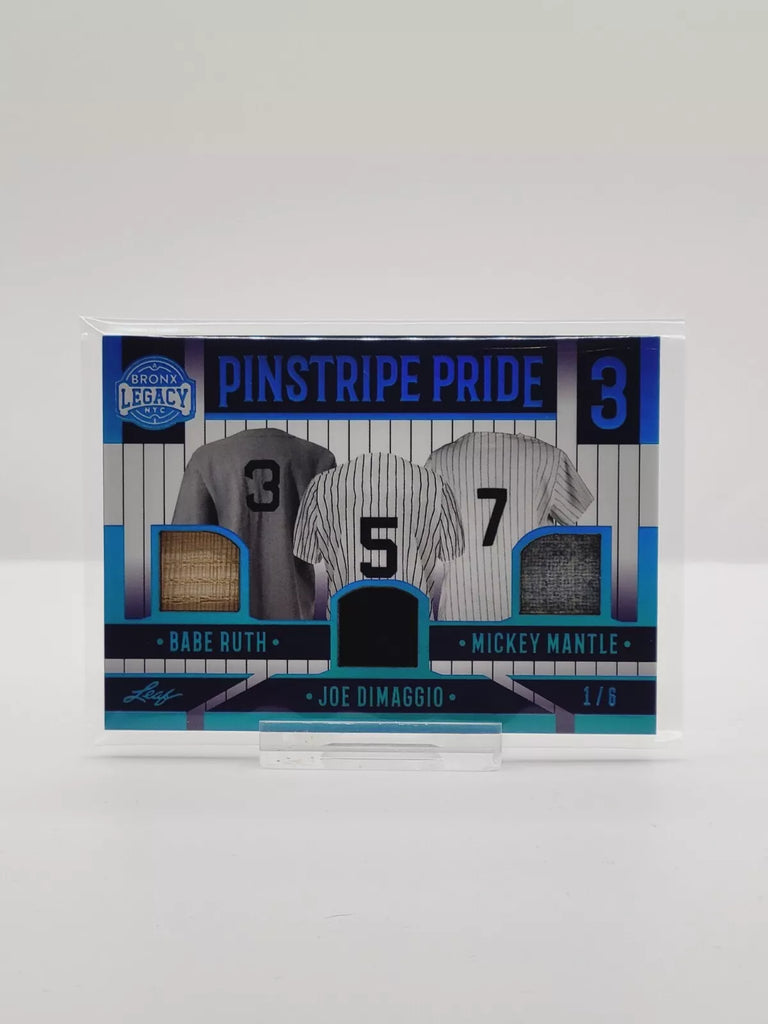 BRONX
LEGACY
NYC
PINSTRIPE PRIDE
3
3
5
7
• BABE RUTH •
• MICKEY MANTLE •
Leaf
• JOE DIMAGGIO •
1/6